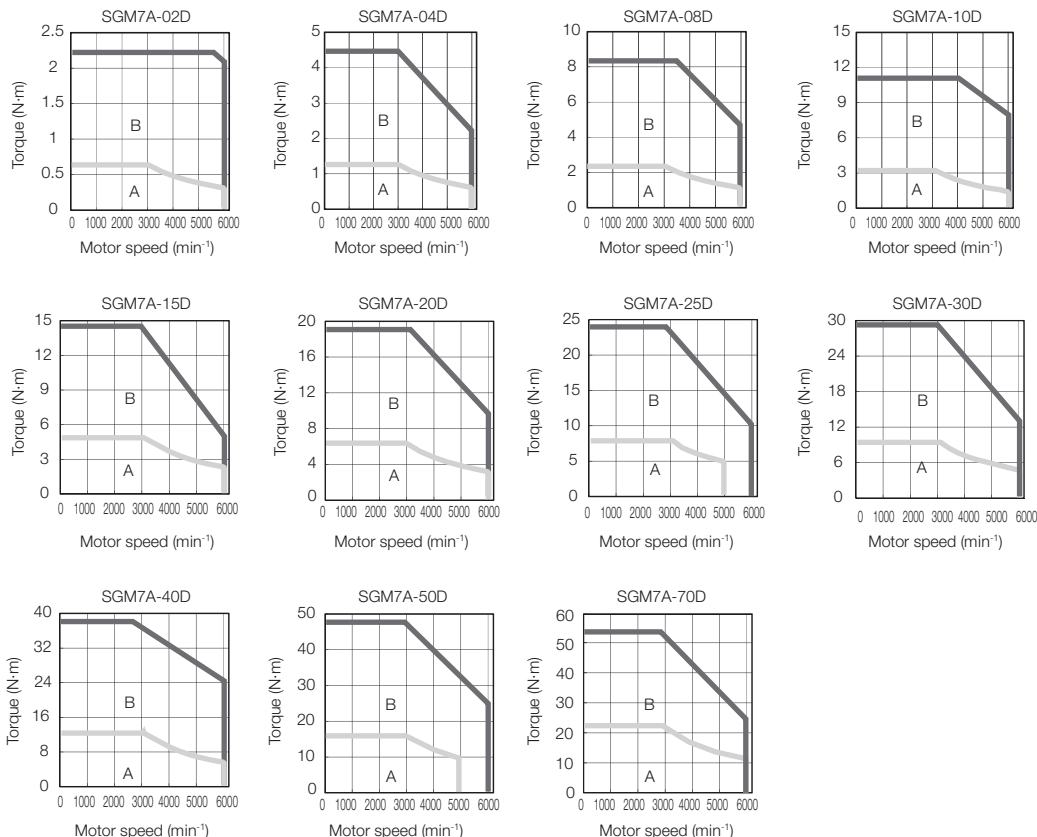 SGM7A-02D
2.5
2
1.5
1
0.5
0
Torque (N·m)
B
A
0 1000 2000 3000 4000 5000 6000
Motor speed (min-1)
SGM7A-04D
5
4
3
2
1
0
Torque (N·m)
B
A
0 1000 2000 3000 4000 5000 6000
Motor speed (min-1)
SGM7A-08D
10
8
6
4
2
0
Torque (N·m)
B
A
0 1000 2000 3000 4000 5000 6000
Motor speed (min-1)
SGM7A-10D
15
12
9
6
3
0
Torque (N·m)
B
A
0 1000 2000 3000 4000 5000 6000
Motor speed (min-1)
SGM7A-15D
15
12
9
6
3
0
Torque (N·m)
B
A
0 1000 2000 3000 4000 5000 6000
Motor speed (min-1)
SGM7A-20D
20
16
12
8
4
0
Torque (N·m)
B
A
0 1000 2000 3000 4000 5000 6000
Motor speed (min-1)
SGM7A-25D
25
20
15
10
5
0
Torque (N·m)
B
A
0 1000 2000 3000 4000 5000 6000
Motor speed (min-1)
SGM7A-30D
30
24
18
12
6
0
Torque (N·m)
B
A
0 1000 2000 3000 4000 5000 6000
Motor speed (min-1)
SGM7A-40D
40
32
24
16
8
0
Torque (N·m)
B
A
0 1000 2000 3000 4000 5000 6000
Motor speed (min-1)
SGM7A-50D
50
40
30
20
10
0
Torque (N·m)
B
A
0 1000 2000 3000 4000 5000 6000
Motor speed (min-1)
SGM7A-70D
60
50
40
30
20
10
0
Torque (N·m)
B
A
0 1000 2000 3000 4000 5000 6000
Motor speed (min-1)